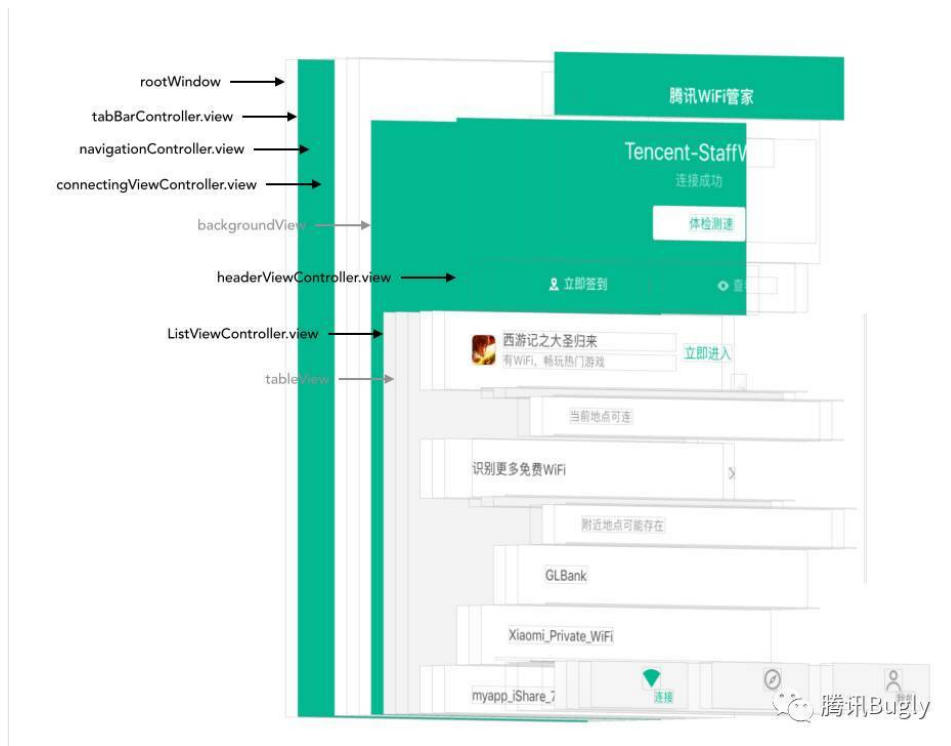 rootWindow
腾讯WiFi管家
tabBarController.view
navigationController.view
Tencent-StaffW
connectingViewController.view
连接成功
backgroundView
体检测速
headerViewController.view
立即签到
ListViewController.view
西游记之大圣归来
立即进入
有WiFi，畅玩热门游戏
tableView
当前地点可连
识别更多免费WiFi
附近地点可能存在
GLBank
Xiaomi_Private_WiFi
myapp_iShare_7
连接
腾讯Bugly